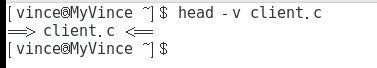 [vince@MyVince ~]$ head -v client.c
==> client.c <==
[vince@MyVince ~]$